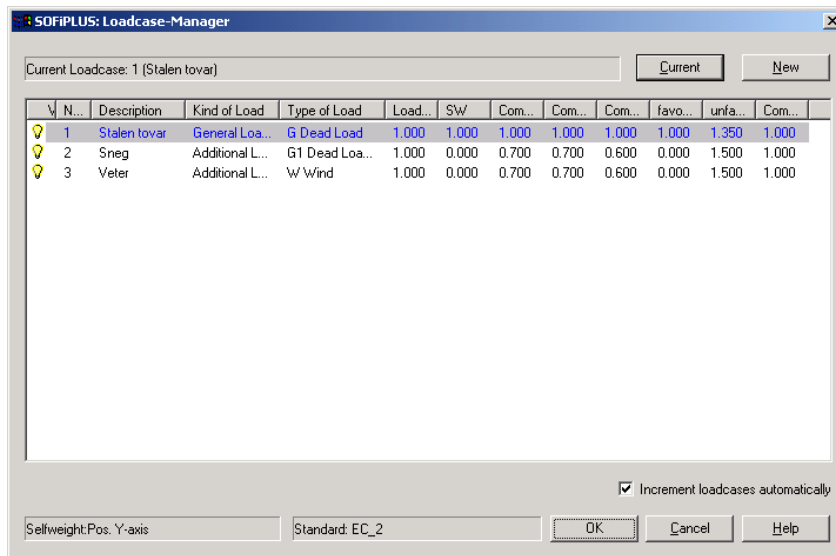 SOFiPLUS: Loadcase-Manager
Current Loadcase: 1 (Stalen tovar)
Current
New
V N... Description Kind of Load Type of Load Load... SW Com... Com... Com... favo... unfa... Com...
1 Stalen tovar General Loa... G Dead Load 1.000 1.000 1.000 1.000 1.000 1.000 1.350 1.000
2 Sneg Additional L... G1 Dead Loa... 1.000 0.000 0.700 0.700 0.600 0.000 1.500 1.000
3 Veter Additional L... W Wind 1.000 0.000 0.700 0.700 0.600 0.000 1.500 1.000
Increment loadcases automatically
Selfweight:Pos. Y-axis
Standard: EC_2
OK
Cancel
Help